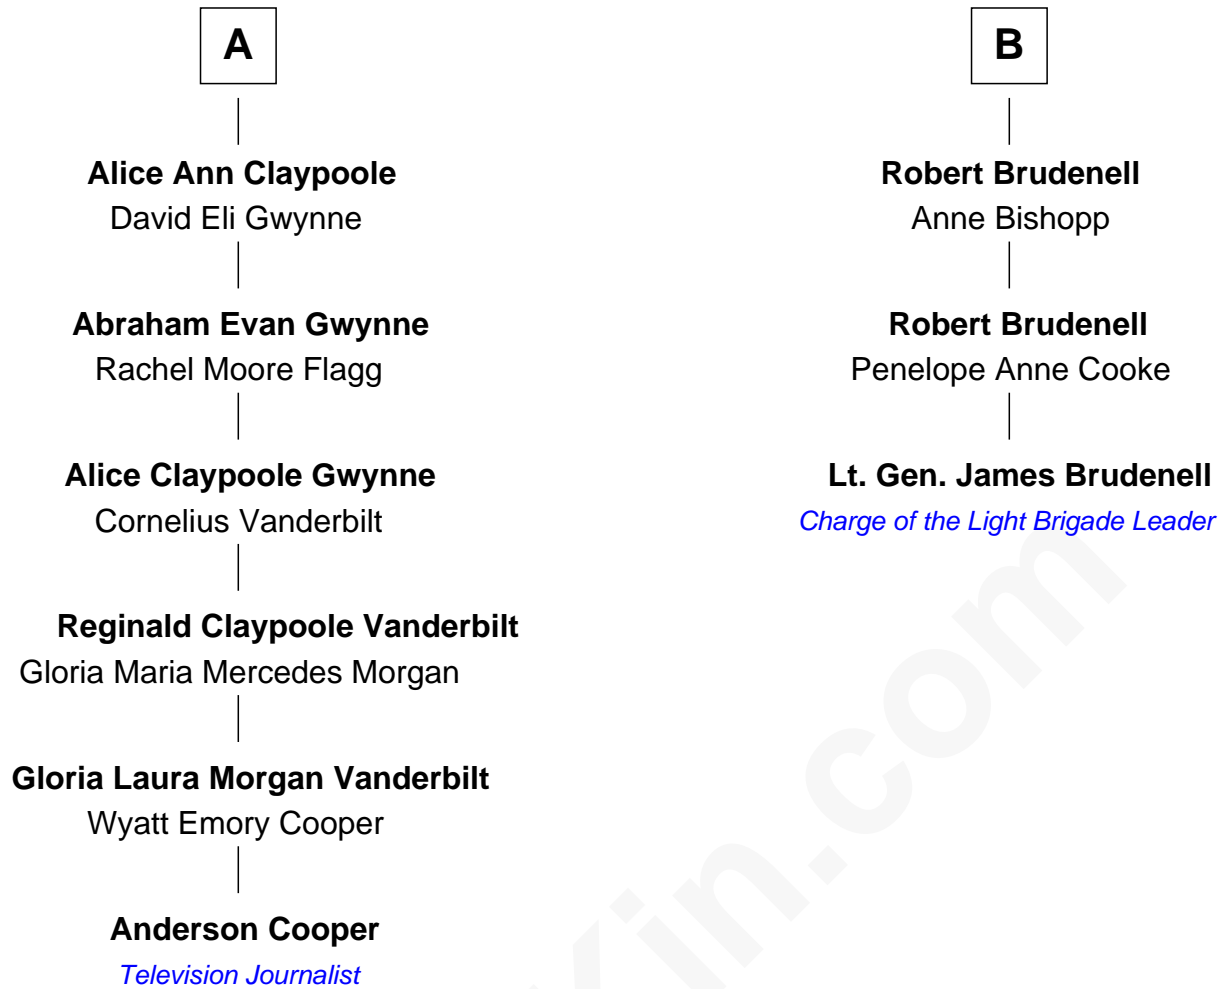 A
Alice Ann Claypoole
David Eli Gwynne
Abraham Evan Gwynne
Rachel Moore Flagg
Alice Claypoole Gwynne
Cornelius Vanderbilt
Reginald Claypoole Vanderbilt
Gloria Maria Mercedes Morgan
Gloria Laura Morgan Vanderbilt
Wyatt Emory Cooper
Anderson Cooper
Television Journalist
B
Robert Brudenell
Anne Bishopp
Robert Brudenell
Penelope Anne Cooke
Lt. Gen. James Brudenell
Charge of the Light Brigade Leader
Kin.com